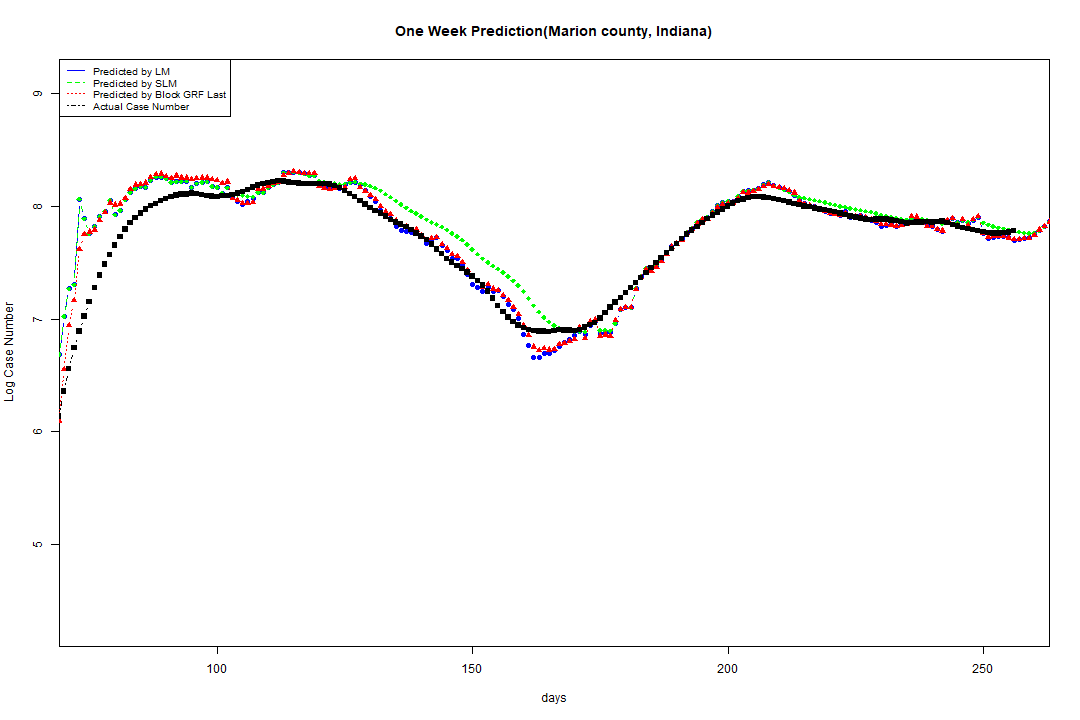 One Week Prediction(Marion county, Indiana)
Predicted by LM
Predicted by SLM
Predicted by Block GRF Last
Actual Case Number
9
8
7
6
5
Log Case Number
100 150 200 250
days